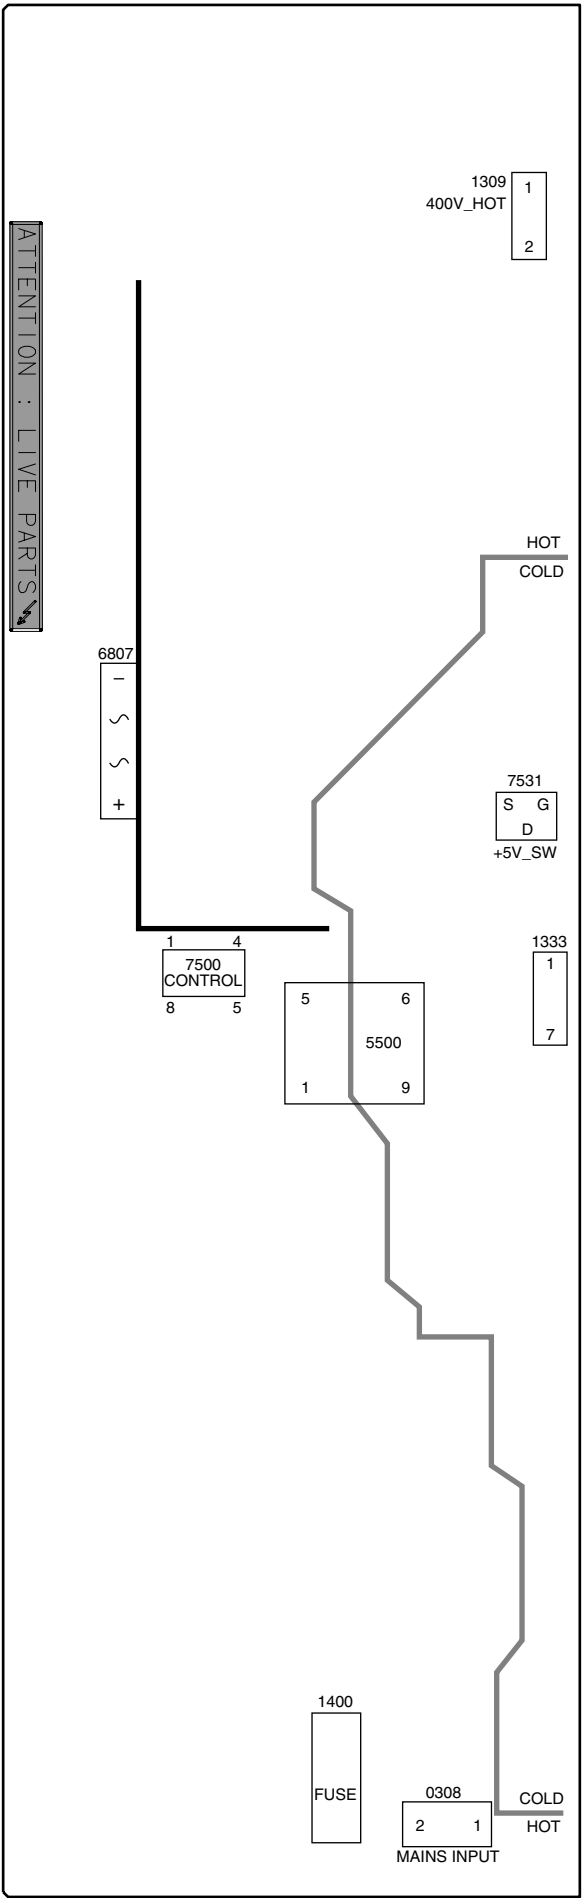 1309
1
400V_HOT
2
ATTENTION : LIVE PARTS
HOT
COLD
6807
–
+
7531
S G
D
+5V_SW
1 4
7500
CONTROL
8 5
1333
1
7
5 6
5500
1 9
1400
FUSE
0308
2 1
MAINS INPUT
COLD
HOT